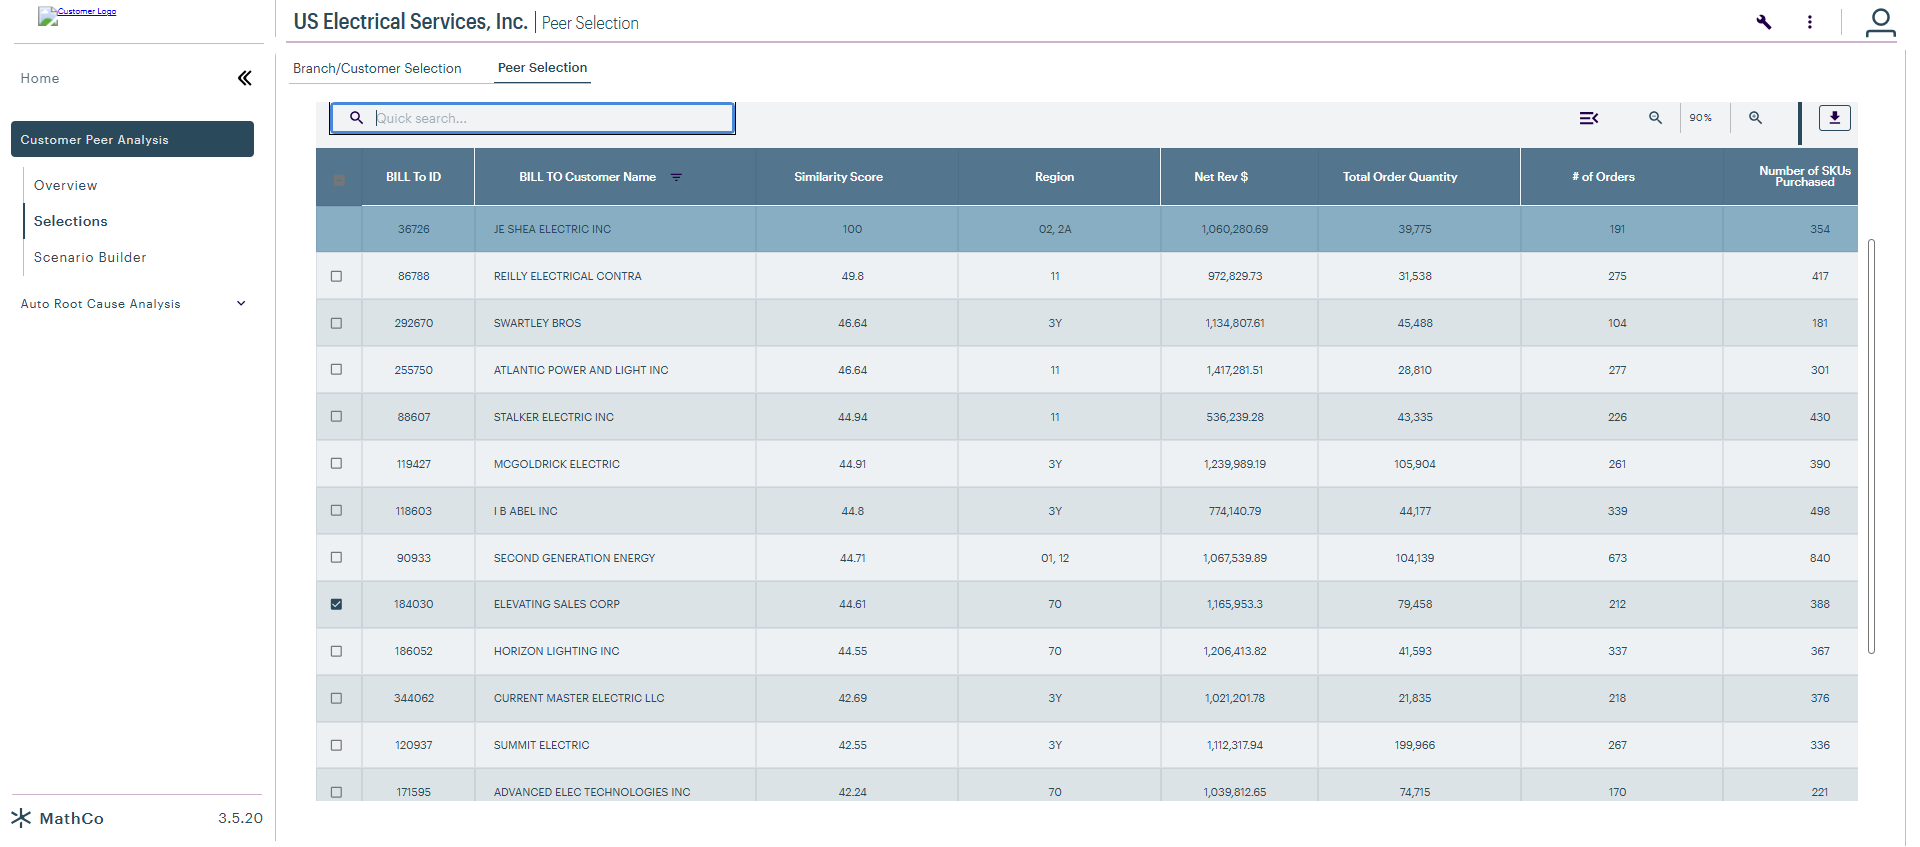 Customer Logo
US Electrical Services, Inc. Peer Selection
Home
Branch/Customer Selection Peer Selection
Customer Peer Analysis
Overview
Selections
Scenario Builder
Auto Root Cause Analysis
MathCo 3.5.20
Quick search... 90%
BILL To ID BILL TO Customer Name Similarity Score Region Net Rev $ Total Order Quantity # of Orders Number of SKUs
Purchased
36726 JE SHEA ELECTRIC INC 100 02, 2A 1,060,280.69 39,775 191 354
86788 REILLY ELECTRICAL CONTRA 49.8 11 972,829.73 31,538 275 417
292670 SWARTLEY BROS 46.64 3Y 1,134,807.61 45,488 104 181
255750 ATLANTIC POWER AND LIGHT INC 46.64 11 1,417,281.51 28,810 277 301
88607 STALKER ELECTRIC INC 44.94 11 536,239.28 43,335 226 430
119427 MCGOLDRICK ELECTRIC 44.91 3Y 1,239,989.19 105,904 261 390
118603 I B ABEL INC 44.8 3Y 774,140.79 44,177 339 498
90933 SECOND GENERATION ENERGY 44.71 01, 12 1,067,539.89 104,139 673 840
184030 ELEVATING SALES CORP 44.61 70 1,165,953.3 79,458 212 388
186052 HORIZON LIGHTING INC 44.55 70 1,206,413.82 41,593 337 367
344062 CURRENT MASTER ELECTRIC LLC 42.69 3Y 1,021,201.78 21,835 218 376
120937 SUMMIT ELECTRIC 42.55 3Y 1,112,317.94 199,966 267 336
171595 ADVANCED ELEC TECHNOLOGIES INC 42.24 70 1,039,812.65 74,715 170 221